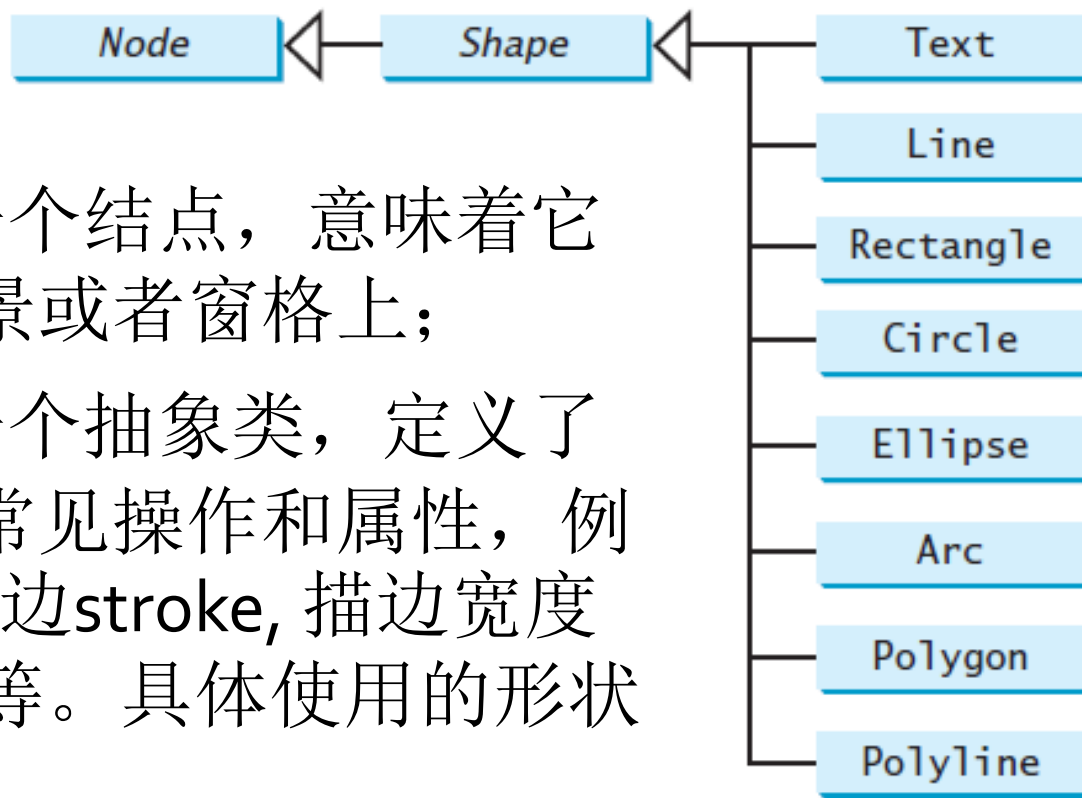 Node
Shape
Text
Line
Rectangle
Circle
Ellipse
Arc
Polygon
Polyline
个结点，意味着它
景或者窗格上；
个抽象类，定义了
常见操作和属性，例
边stroke, 描边宽度
等。具体使用的形状